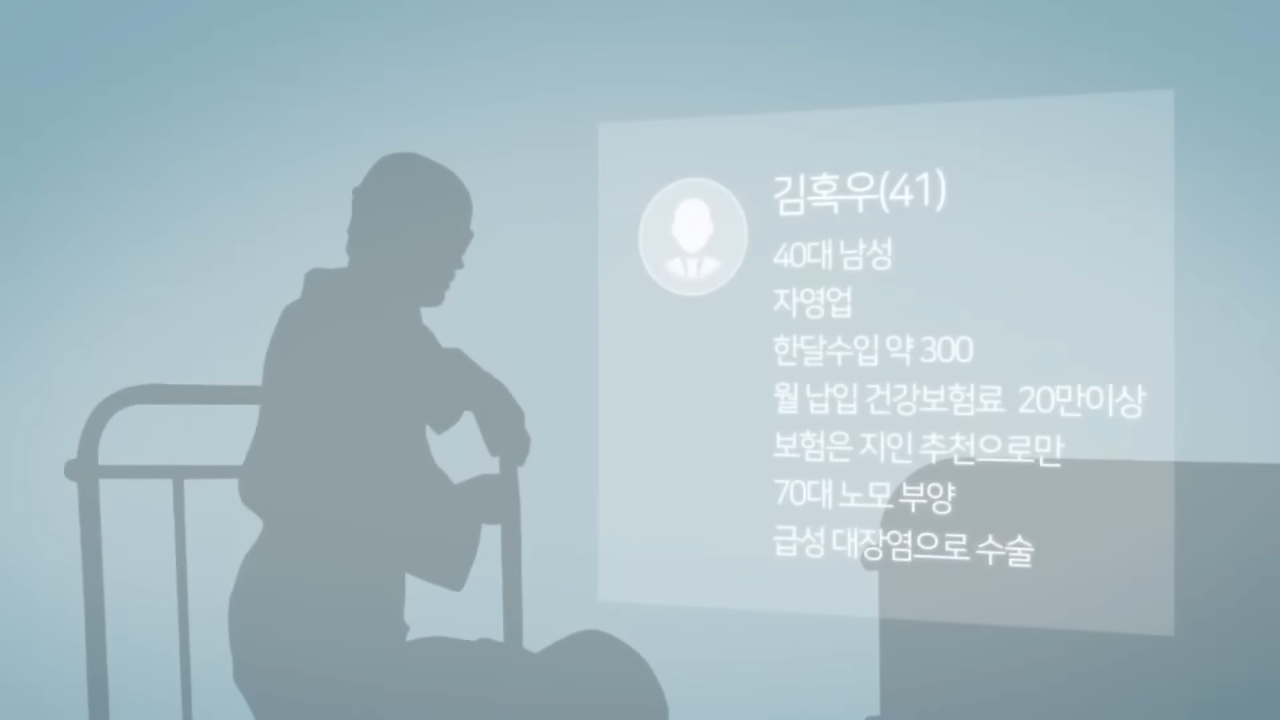 김혹우(41)
40대 남성
자영업
한달수입 약 300
월 납입 건강보험료 20만이상
보험은 지인 추천으로만
70대 노모 부양
급성 대장염으로 수술